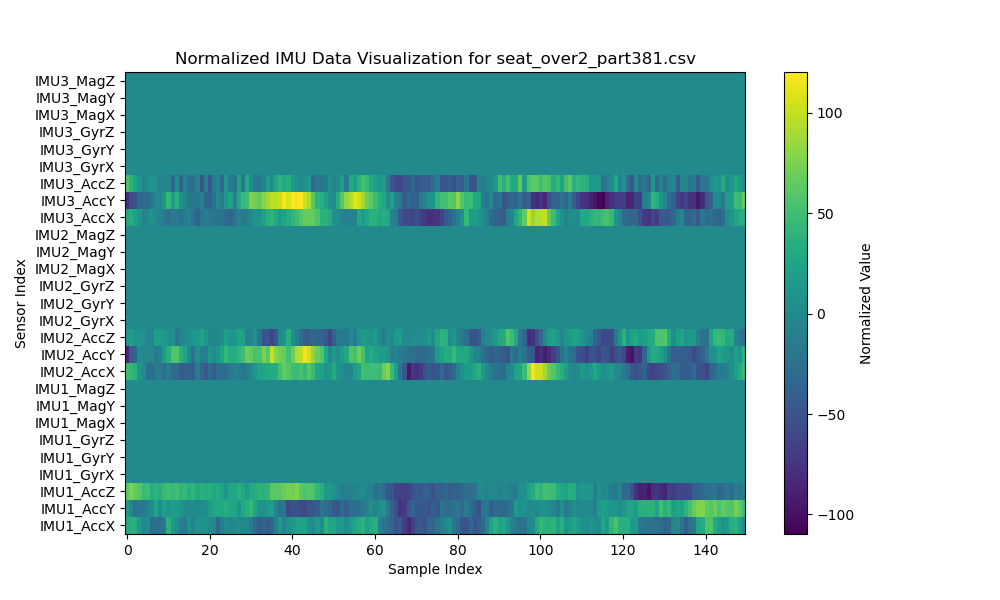 Normalized IMU Data Visualization for seat_over2_part381.csv
IMU3_MagZ
IMU3_MagY
IMU3_MagX
IMU3_GyrZ
IMU3_GyrY
IMU3_GyrX
IMU3_AccZ
IMU3_AccY
IMU3_AccX
IMU2_MagZ
IMU2_MagY
IMU2_MagX
IMU2_GyrZ
IMU2_GyrY
IMU2_GyrX
IMU2_AccZ
IMU2_AccY
IMU2_AccX
IMU1_MagZ
IMU1_MagY
IMU1_MagX
IMU1_GyrZ
IMU1_GyrY
IMU1_GyrX
IMU1_AccZ
IMU1_AccY
IMU1_AccX
Sensor Index
0 20 40 60 80 100 120 140
Sample Index
100
50
0
−50
−100
Normalized Value